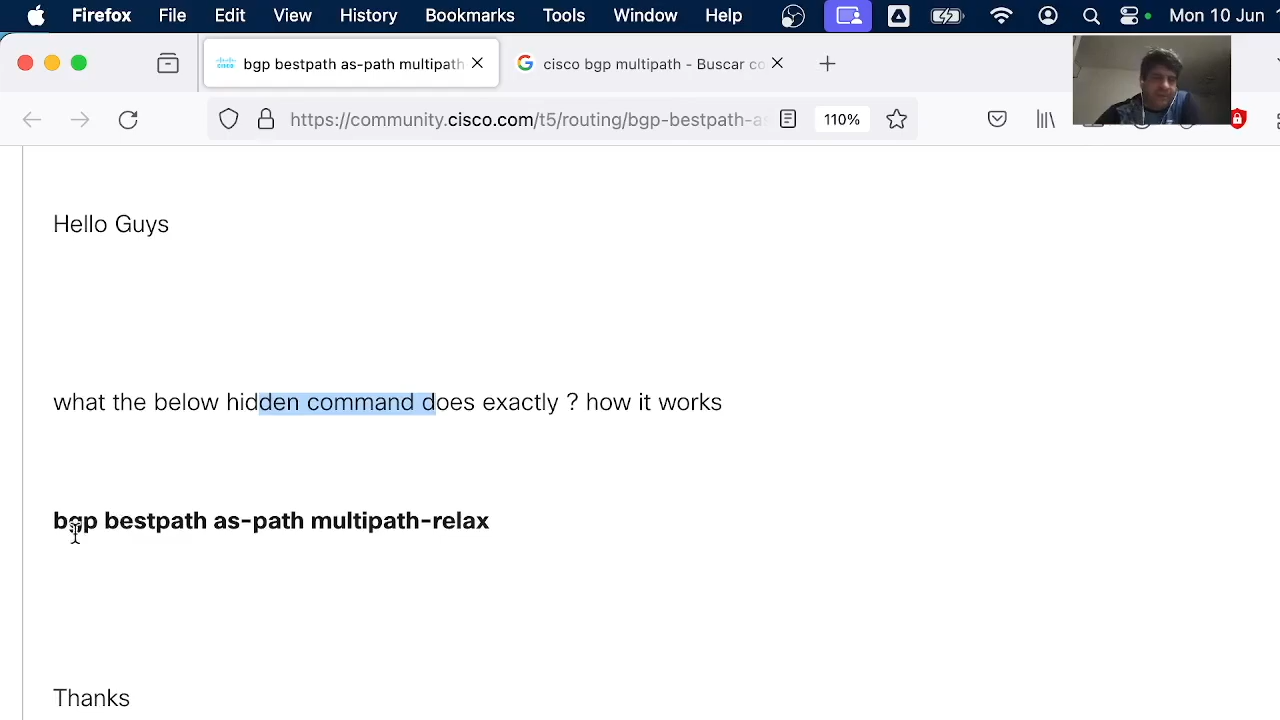 Firefox File Edit View History Bookmarks Tools Window Help Mon 10 Jun
bgp bestpath as-path multipath
cisco bgp multipath - Buscar co
https://community.cisco.com/t5/routing/bgp-bestpath-as
110%
Hello Guys
what the below hidden command does exactly ? how it works
bgp bestpath as-path multipath-relax
Thanks